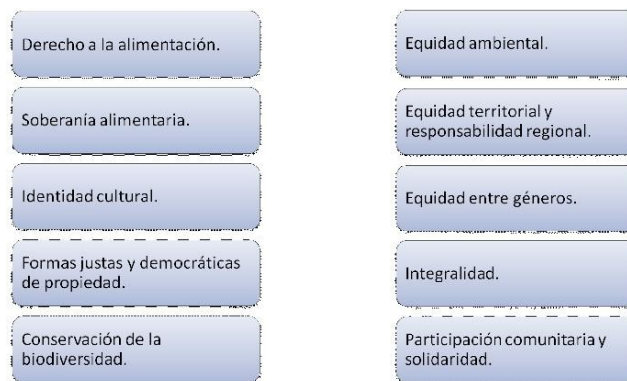 Derecho a la alimentación.
Soberanía alimentaria.
Identidad cultural.
Formas justas y democráticas
de propiedad.
Conservación de la
biodiversidad.
Equidad ambiental.
Equidad territorial y
responsabilidad regional.
Equidad entre géneros.
Integralidad.
Participación comunitaria y
solidaridad.